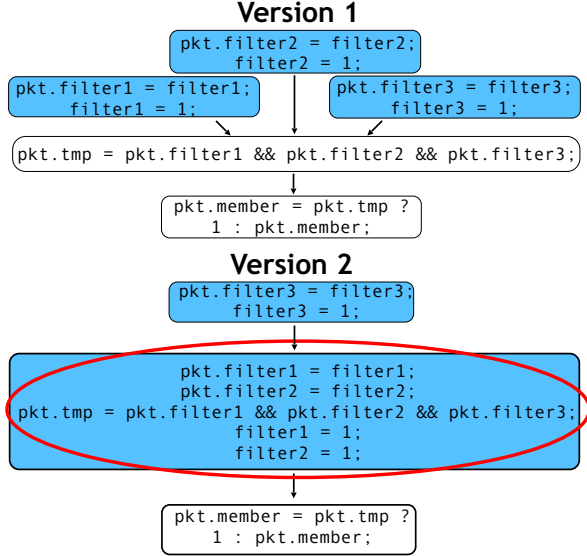 Version 1
pkt.filter2 = filter2;
filter2 = 1;
pkt.filter1 = filter1;
filter1 = 1;
pkt.filter3 = filter3;
filter3 = 1;
pkt.tmp = pkt.filter1 && pkt.filter2 && pkt.filter3;
pkt.member = pkt.tmp ?
1 : pkt.member;
Version 2
pkt.filter3 = filter3;
filter3 = 1;
pkt.filter1 = filter1;
pkt.filter2 = filter2;
pkt.tmp = pkt.filter1 && pkt.filter2 && pkt.filter3;
filter1 = 1;
filter2 = 1;
pkt.member = pkt.tmp ?
1 : pkt.member;